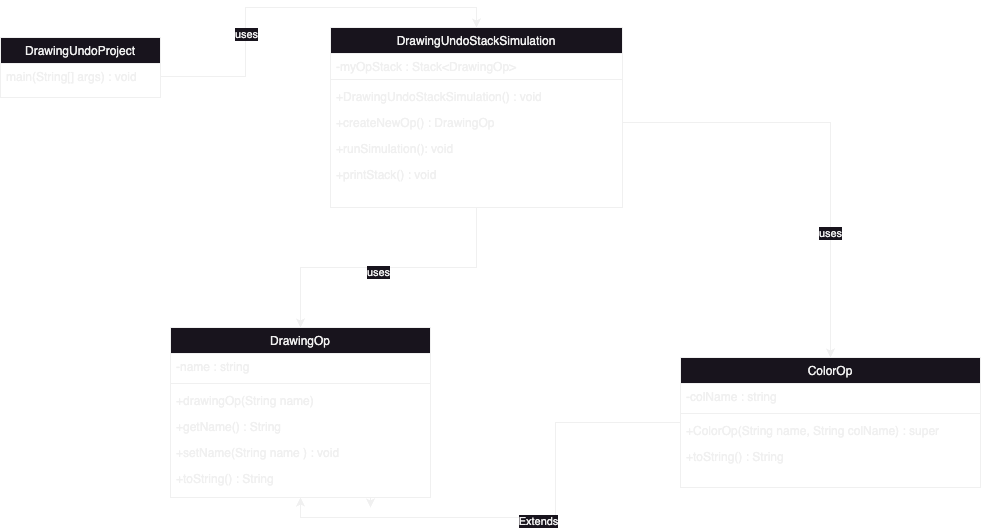 uses
DrawingUndoProject
main(String[] args) : void
DrawingUndoStackSimulation
-myOpStack : Stack<DrawingOp>
+DrawingUndoStackSimulation() : void
+createNewOp() : DrawingOp
+runSimulation(): void
+printStack() : void
uses
uses
DrawingOp
-name : string
+drawingOp(String name)
+getName() : String
+setName(String name ) : void
+toString() : String
ColorOp
-colName : string
+ColorOp(String name, String colName) : super
+toString() : String
Extends